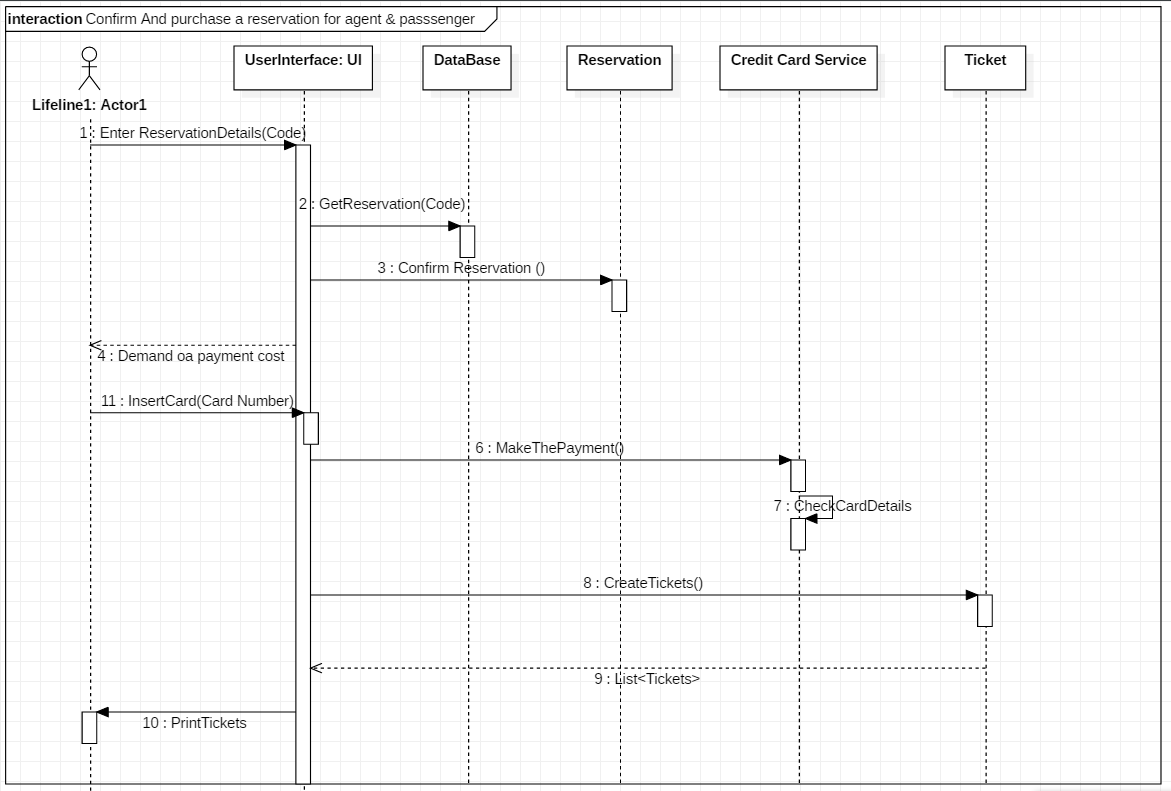 interaction Confirm And purchase a reservation for agent & passsenger
UserInterface: UI
DataBase
Reservation
Credit Card Service
Ticket
Lifeline1: Actor1
1 : Enter ReservationDetails(Code)
2 : GetReservation(Code)
3 : Confirm Reservation ()
4 : Demand oa payment cost
11 : InsertCard(Card Number)
6 : MakeThePayment()
7 : CheckCardDetails
8 : CreateTickets()
9 : List<Tickets>
10 : PrintTickets